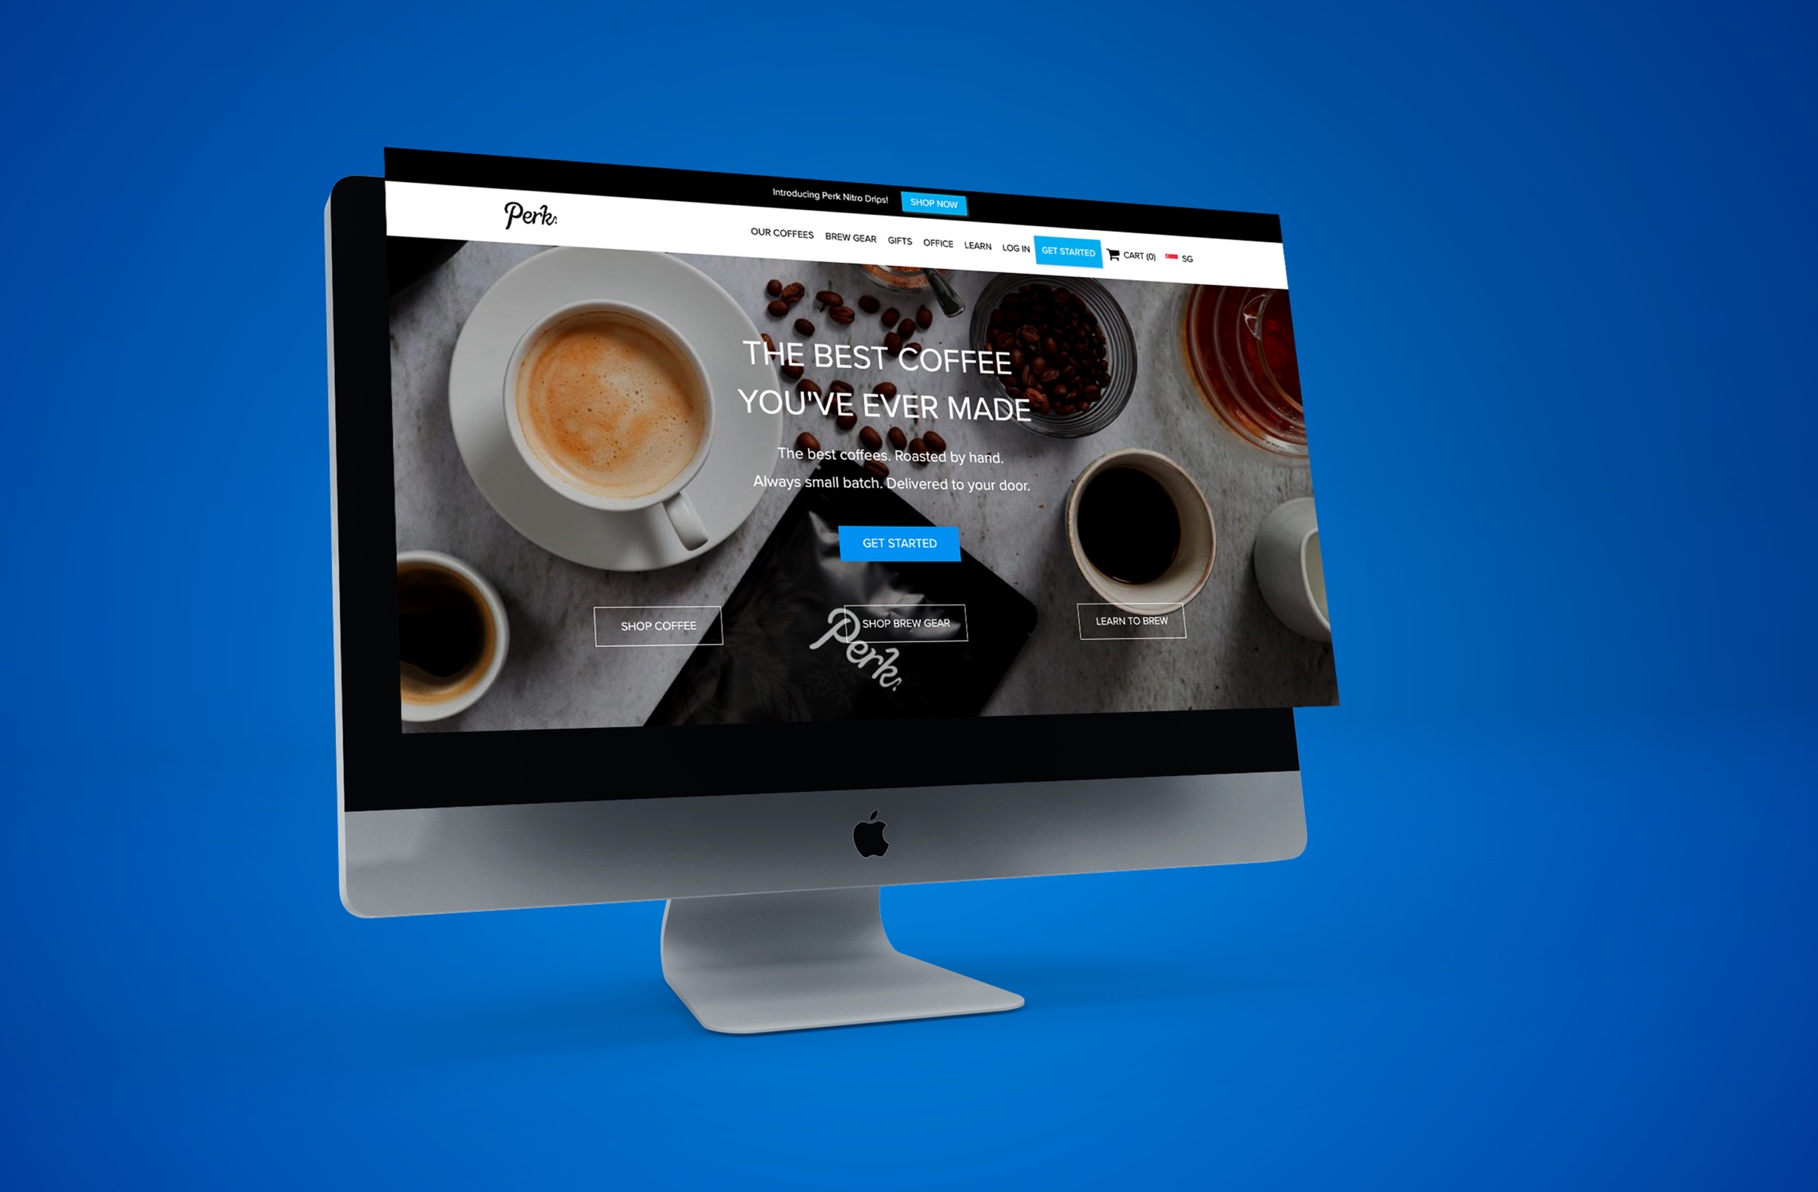 Introducing Perk Nitro Drips! SHOP NOW
Perk
OUR COFFEES BREW GEAR GIFTS OFFICE LEARN LOG IN GET STARTED CART (0) SG
THE BEST COFFEE
YOU'VE EVER MADE
The best coffees. Roasted by hand.
Always small batch. Delivered to your door.
GET STARTED
SHOP COFFEE SHOP BREW GEAR LEARN TO BREW
Perk